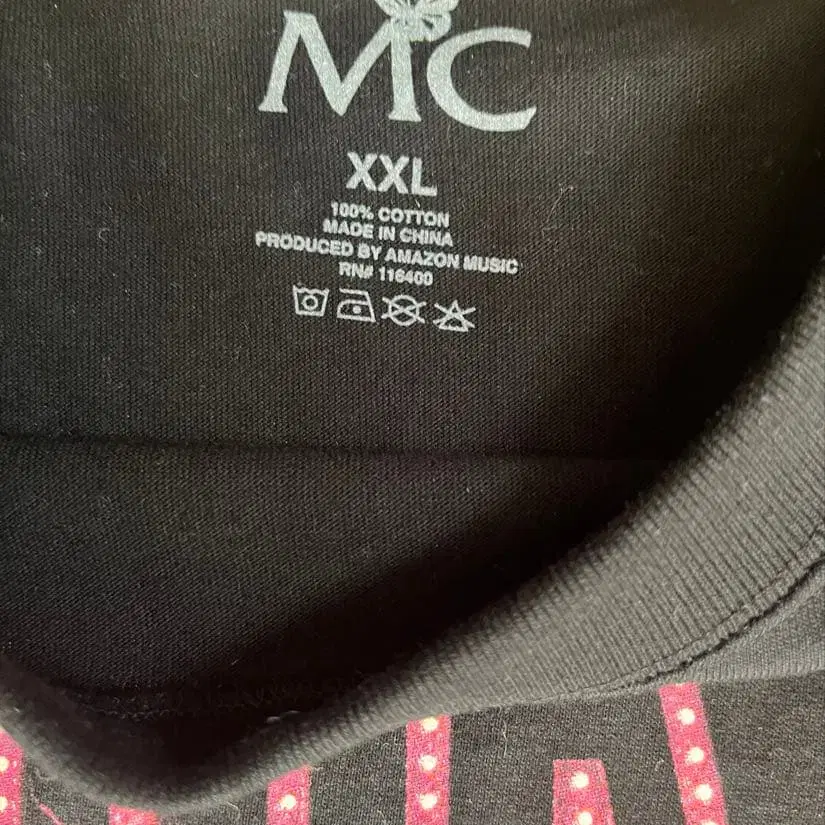 MC
XXL
100% COTTON
MADE IN CHINA
PRODUCED BY AMAZON MUSIC
RN# 116400